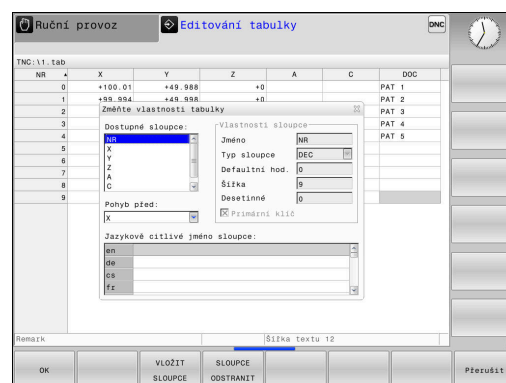 Ruční provoz
Editování tabulky
DNC
TNC:\1.tab
NR X Y Z A C DOC
0 +100.01 +49.988 +0 PAT 1
1 +99.994 +49.998 +0 PAT 2
2 PAT 3
3 PAT 4
4 PAT 5
5
6
7
8
9
Změňte vlastnosti tabulky
Dostupné sloupce:
NR
X
Y
Z
A
C
Pohyb před:
X
Vlastnosti sloupce
Jméno NR
Typ sloupce DEC
Defaultní hod. 0
Šířka 9
Desetinné 0
Primární klíč
Jazykově citlivé jméno sloupce:
en
de
cs
fr
Remark
Šířka textu 12
OK
VLOŽIT SLOUPCE
SLOUPCE ODSTRANIT
Přerušit